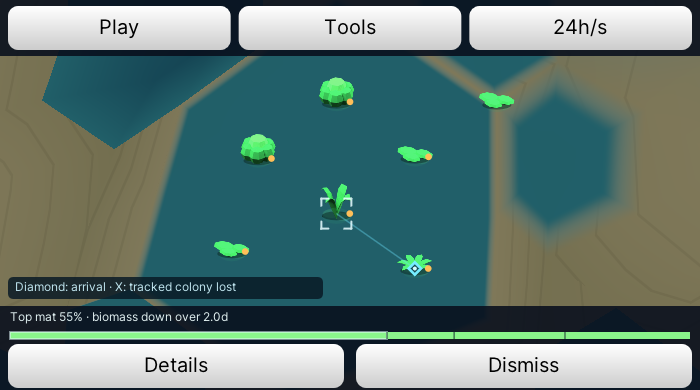 Play
Tools
24h/s
Diamond: arrival · X: tracked colony lost
Top mat 55% · biomass down over 2.0d
Details
Dismiss